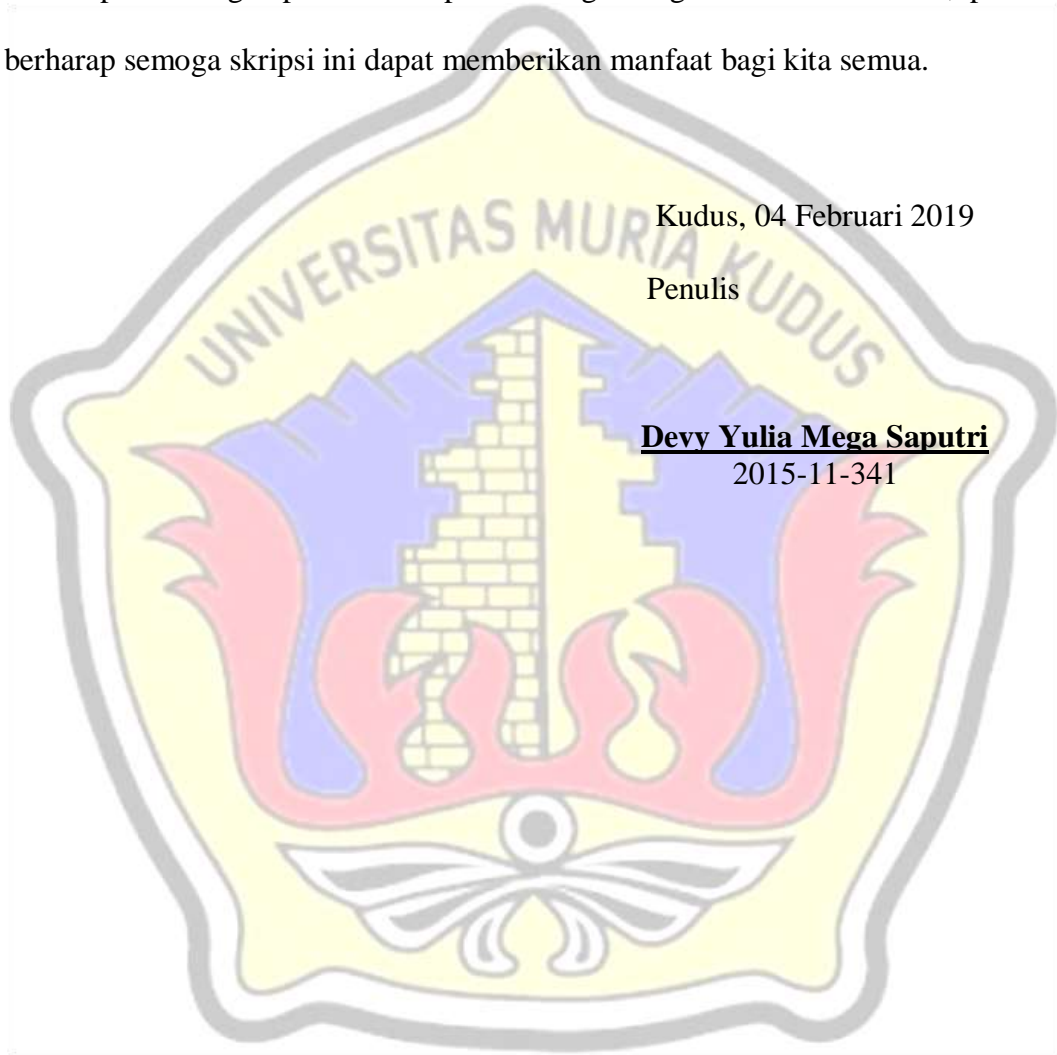 berharap semoga skripsi ini dapat memberikan manfaat bagi kita semua.
UNIVERSITAS MURIA KUDUS
Kudus, 04 Februari 2019
Penulis
Devy Yulia Mega Saputri
2015-11-341